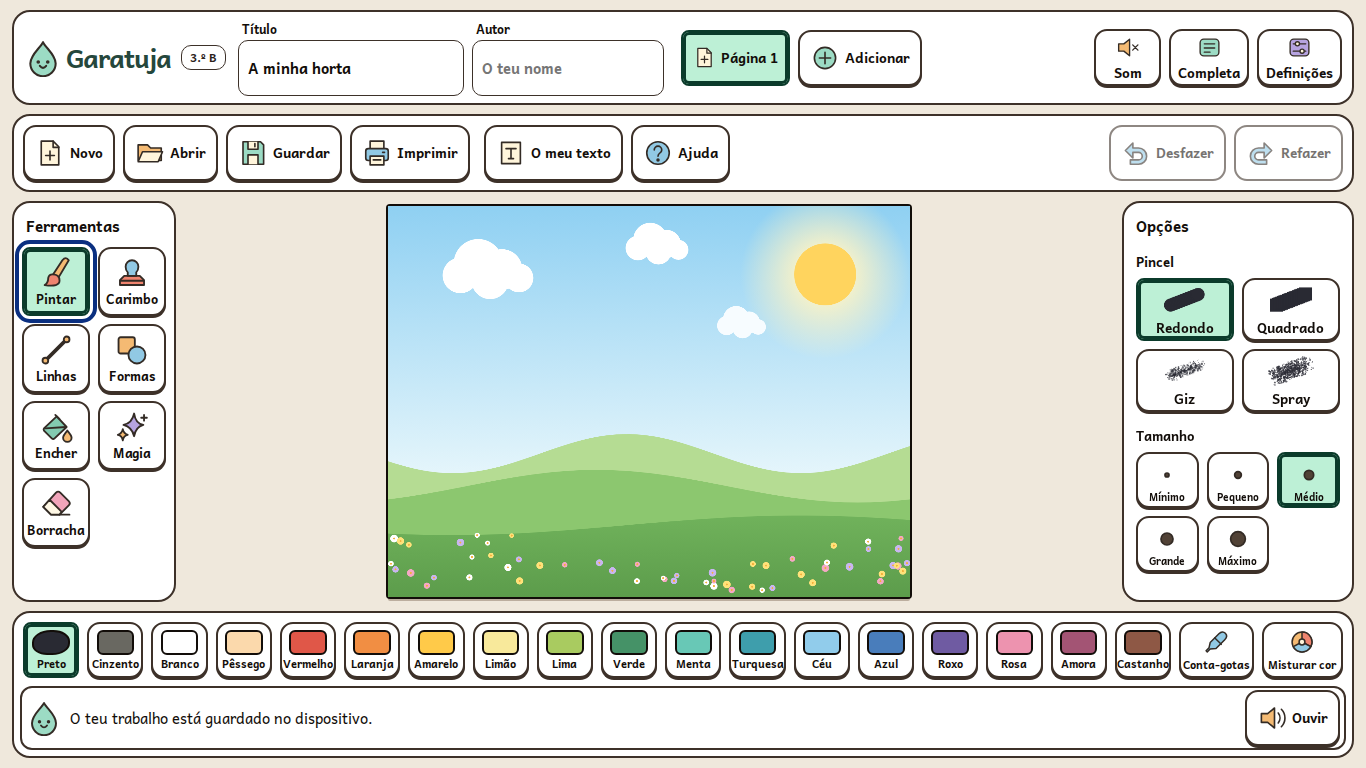 Garatuja
3.º B
Título
A minha horta
Autor
O teu nome
Página 1
Adicionar
Som
Completa
Definições
Novo
Abrir
Guardar
Imprimir
O meu texto
Ajuda
Desfazer
Refazer
Ferramentas
Pintar
Carimbo
Linhas
Formas
Encher
Magia
Borracha
Opções
Pincel
Redondo
Quadrado
Giz
Spray
Tamanho
Mínimo
Pequeno
Médio
Grande
Máximo
Preto
Cinzento
Branco
Pêssego
Vermelho
Laranja
Amarelo
Limão
Lima
Verde
Menta
Turquesa
Céu
Azul
Roxo
Rosa
Amora
Castanho
Conta-gotas
Misturar cor
O teu trabalho está guardado no dispositivo.
Ouvir